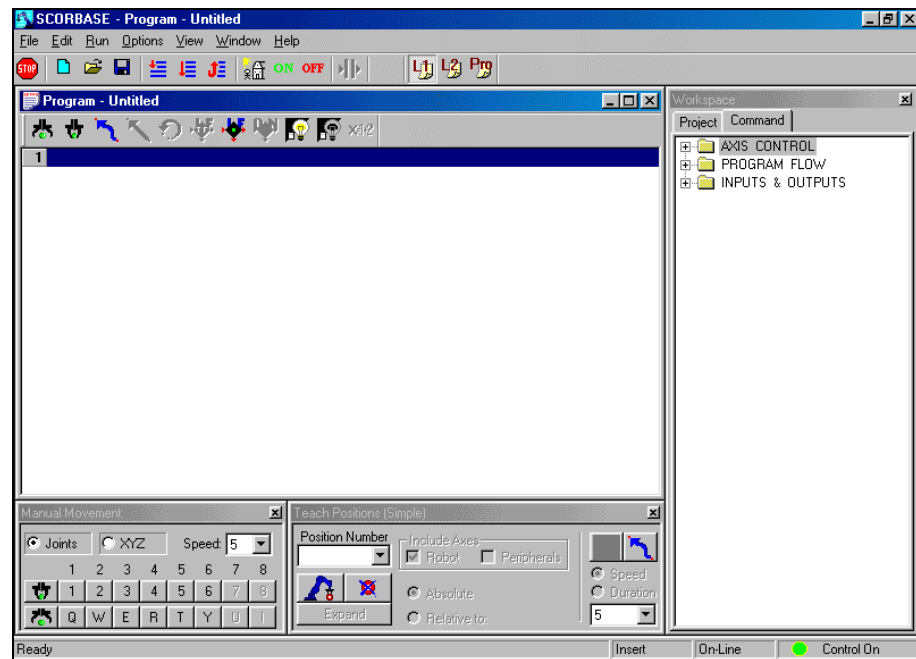 SCORBASE - Program - Untitled
File Edit Run Options View Window Help
STOP ON OFF L1 L2 Prg
Program - Untitled
1
Workspace
Project Command
AXIS CONTROL
PROGRAM FLOW
INPUTS & OUTPUTS
Manual Movement
Joints XYZ Speed: 5
1 2 3 4 5 6 7 8
1 2 3 4 5 6 7 8
Q W E R T Y U I
Teach Positions (Simple)
Position Number
Include Axes
Robot Peripherals
Absolute
Expand
Relative to:
Speed
Duration
5
Ready Insert On-Line Control On